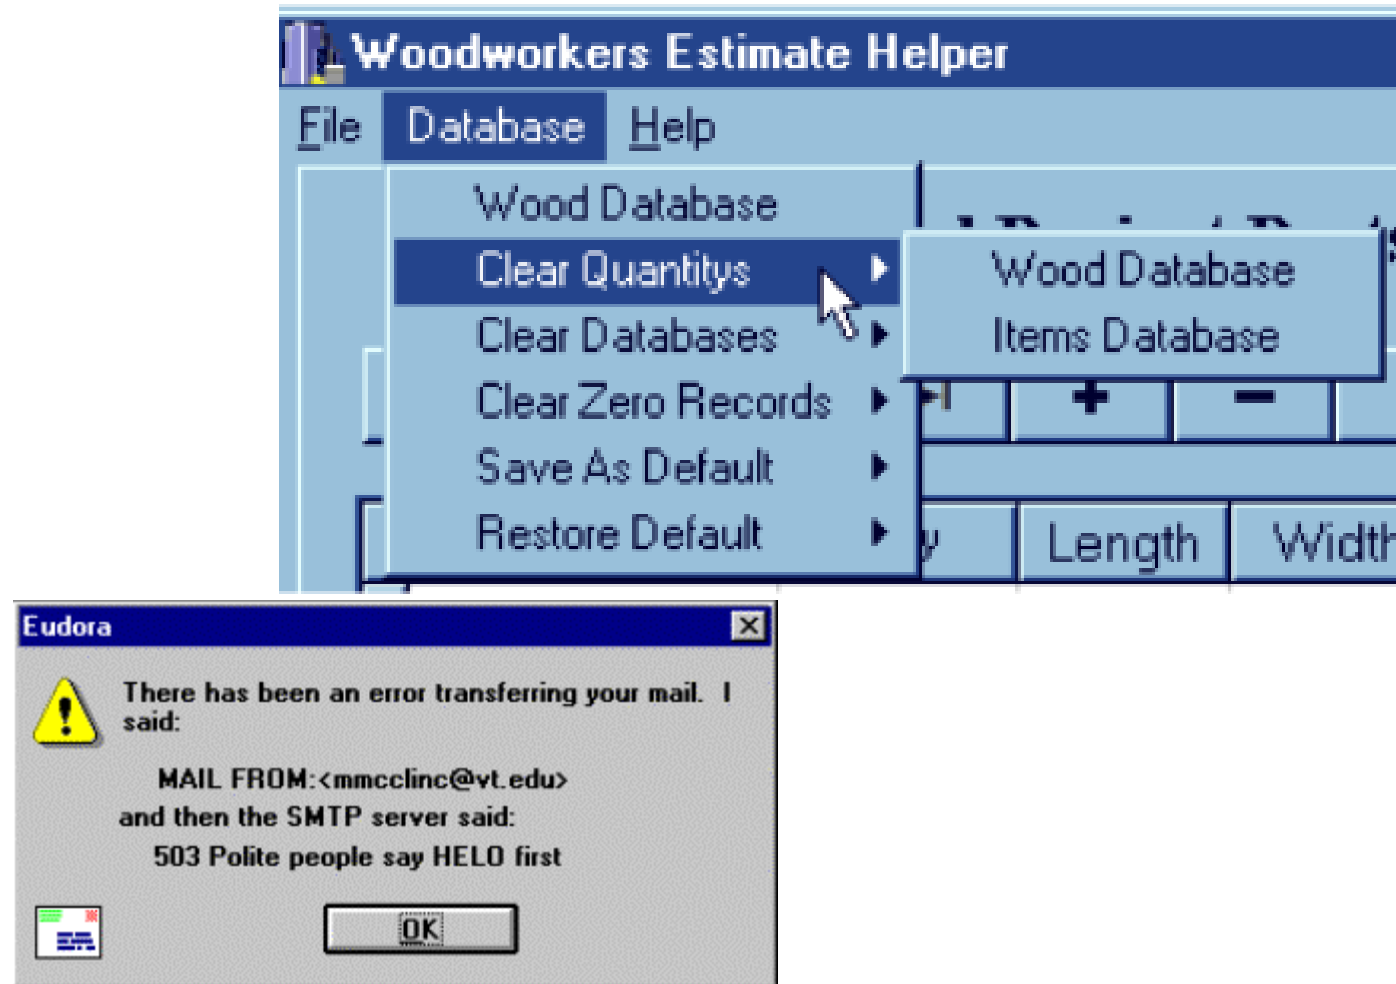 Woodworkers Estimate Helper
File Database Help
Wood Database
Clear Quantitys
Wood Database
Clear Databases
Items Database
Clear Zero Records
Save As Default
Restore Default
Length Width
Eudora
There has been an error transferring your mail. I
said:
MAIL FROM:<mmcclinc@vt.edu>
and then the SMTP server said:
503 Polite people say HELO first
OK